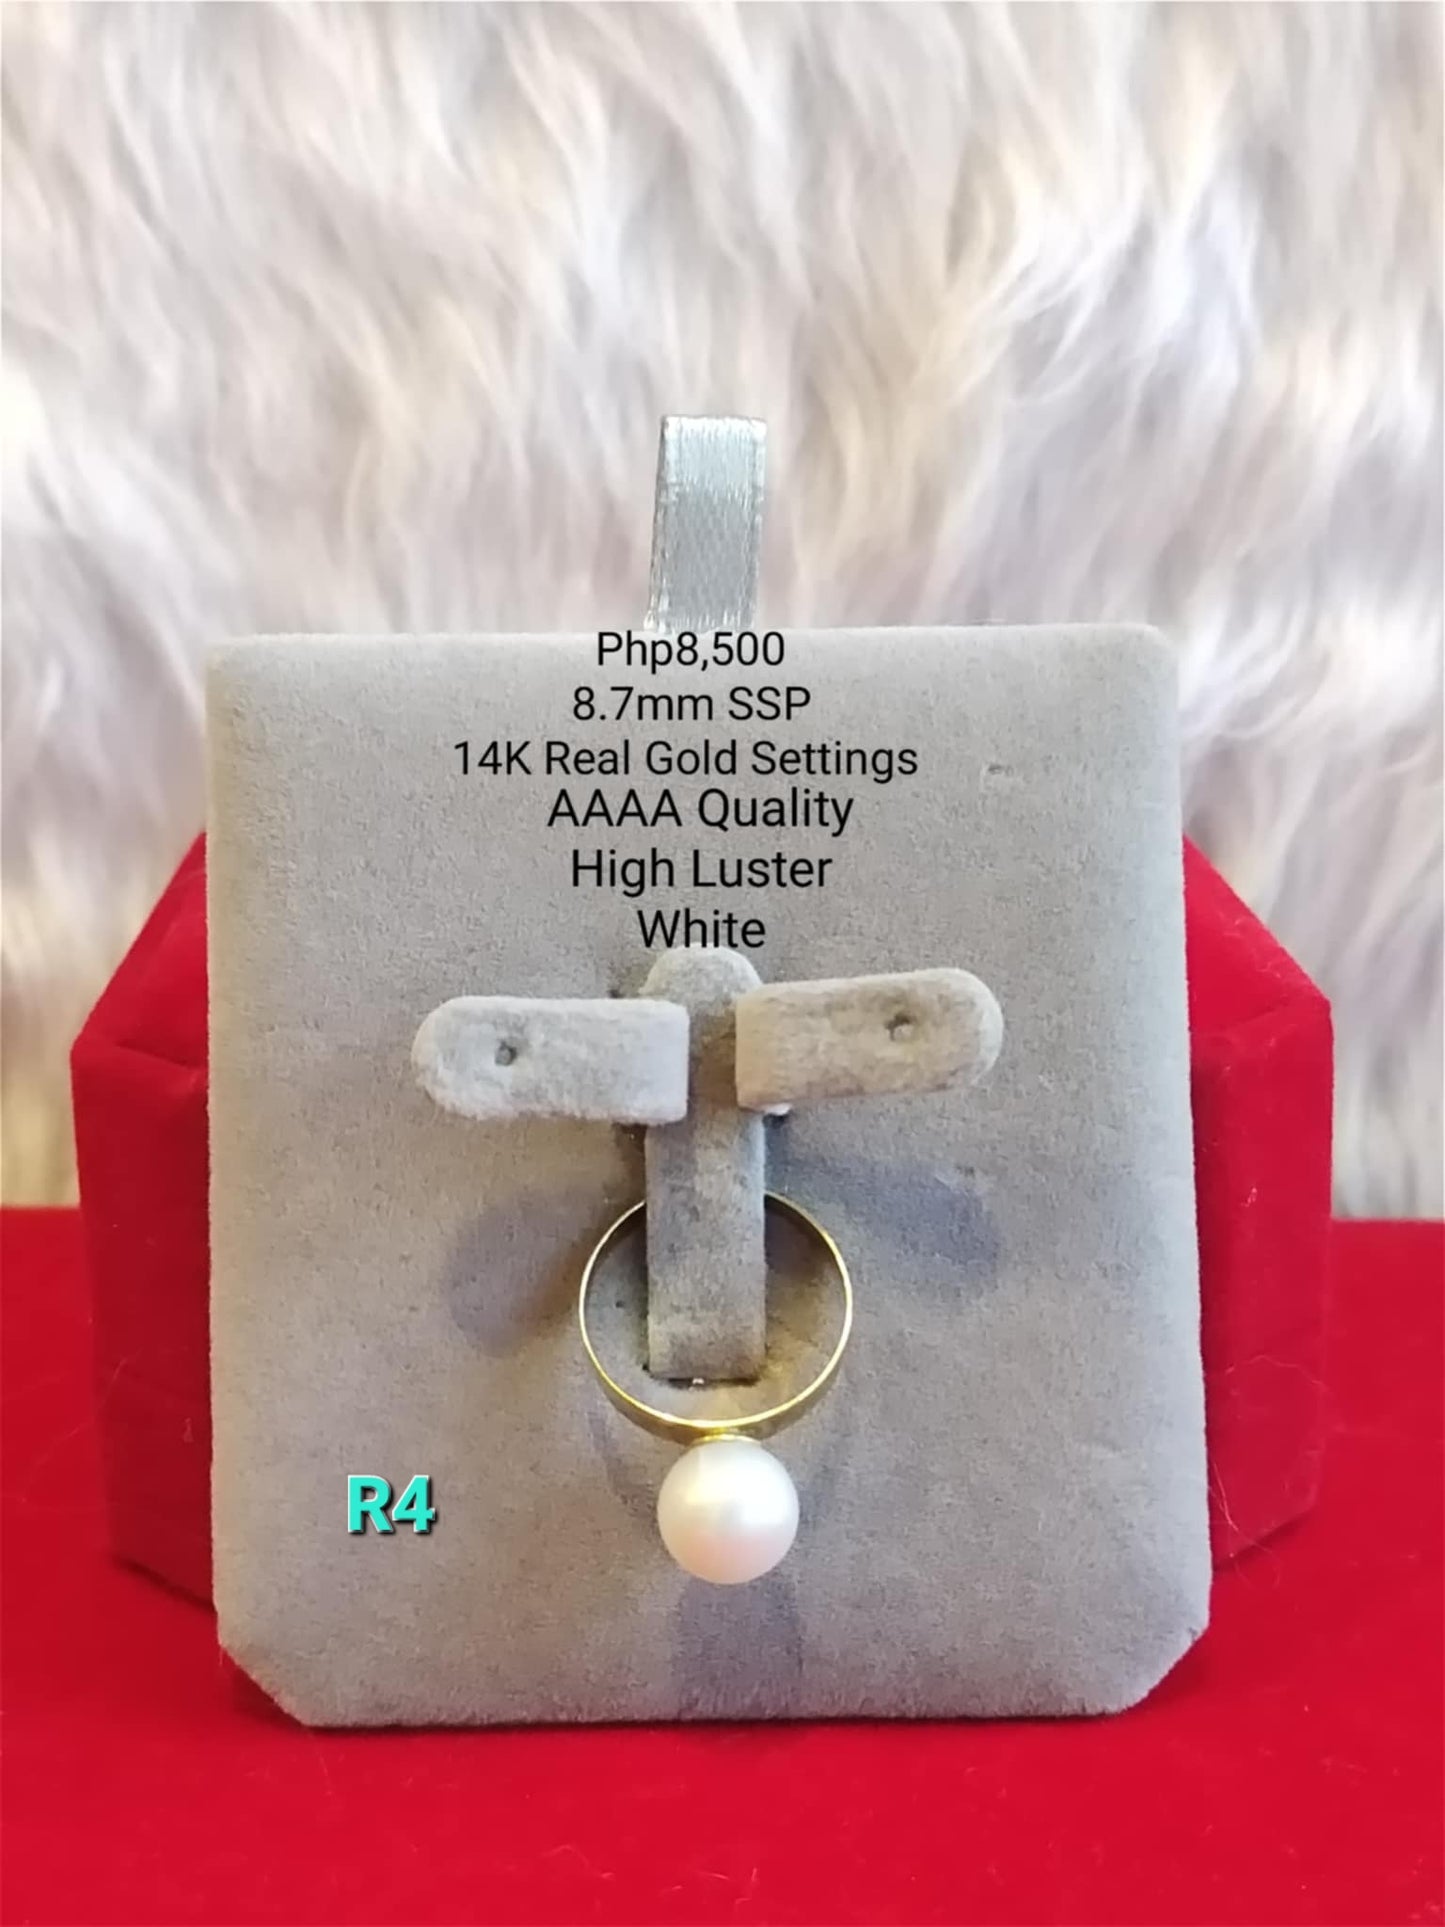 Php8,500
8.7mm SSP
14K Real Gold Settings
AAAA Quality
High Luster
White
R4